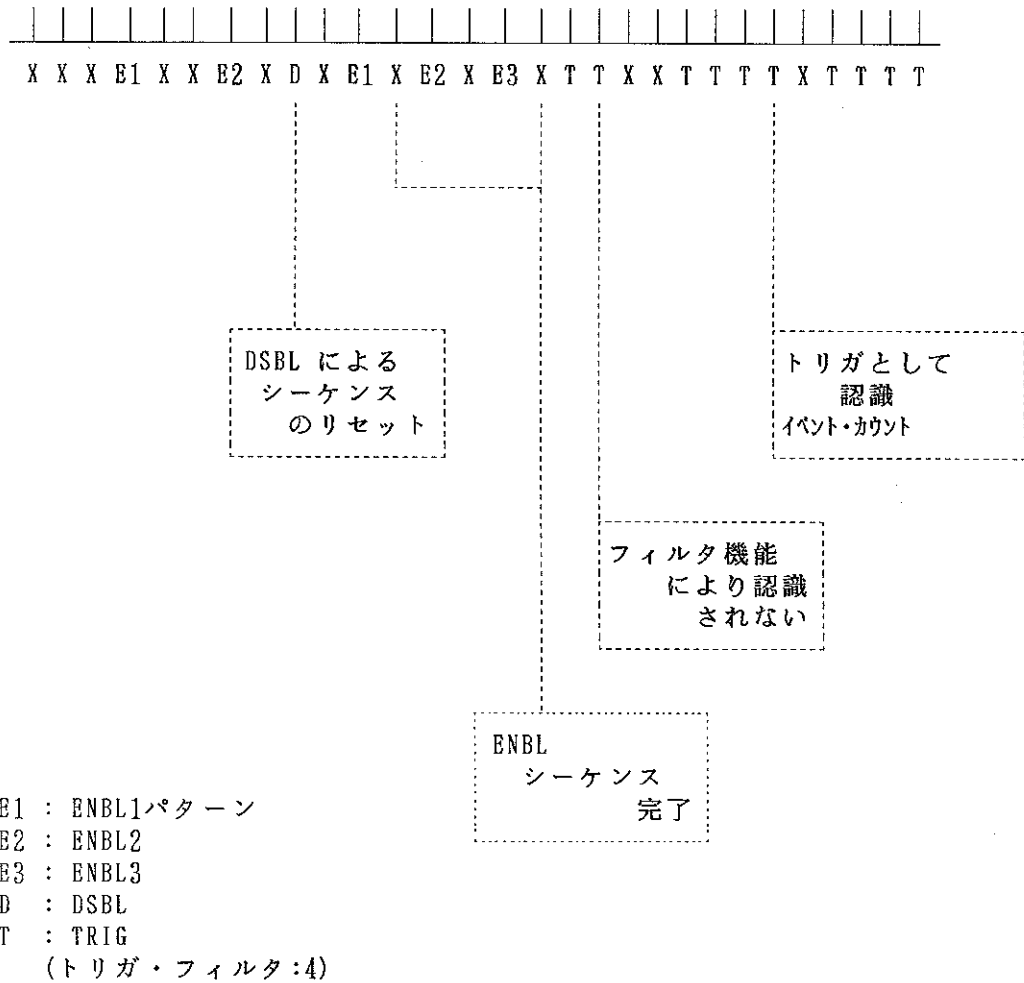 X X X E1 X X E2 X D X E1 X E2 X E3 X T T X X T T T T X T T T T
DSBL による
シーケンス
のリセット
トリガとして
認識
イベント・カウント
フィルタ機能
により認識
されない
ENBL
シーケンス
完了
E1 : ENBL1パターン
E2 : ENBL2
E3 : ENBL3
D : DSBL
T : TRIG
(トリガ・フィルタ:4)